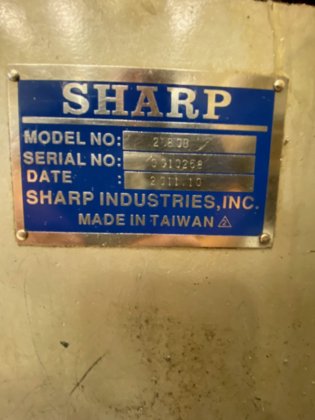 SHARP
MODEL NO:
SERIAL NO:
DATE : 2011.10
SHARP INDUSTRIES, INC.
MADE IN TAIWAN